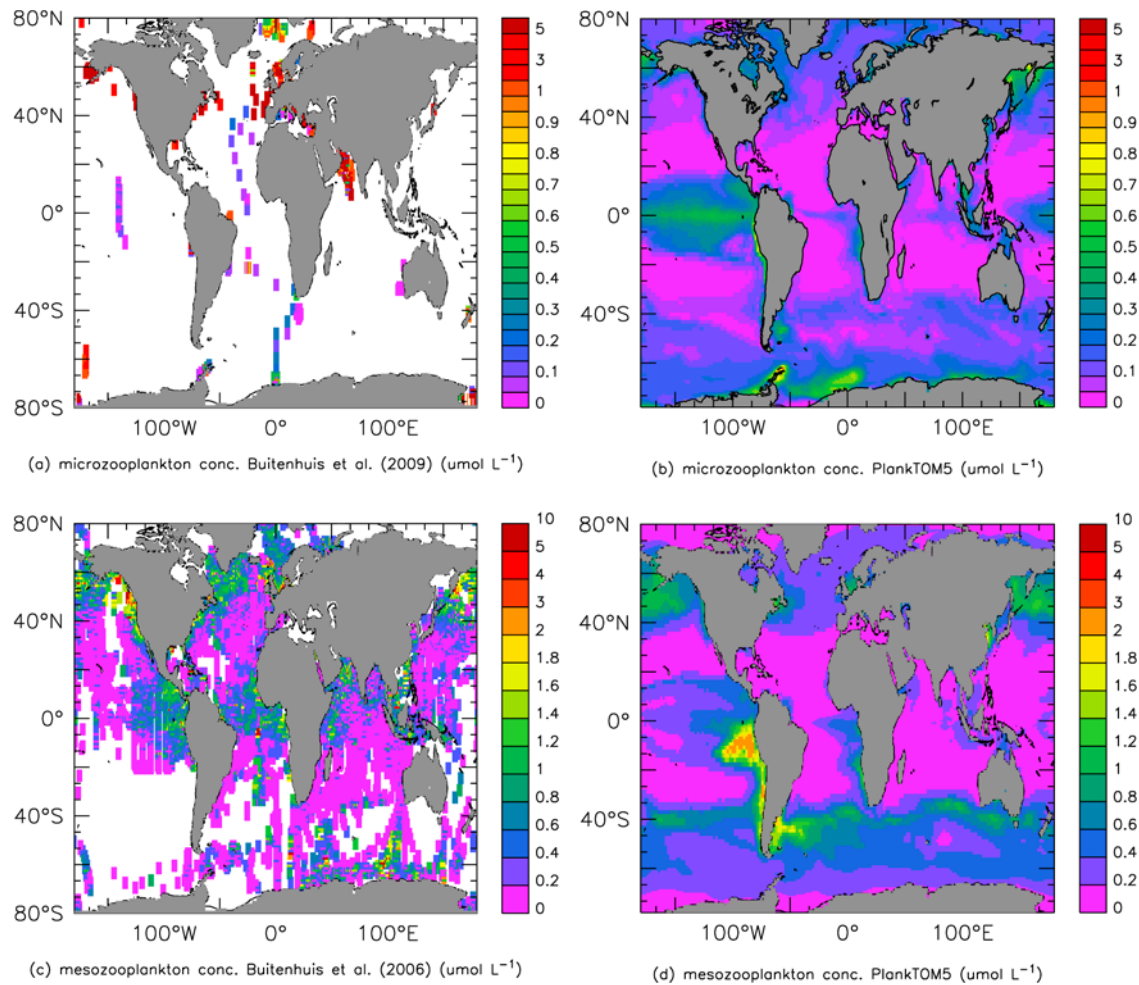 80°N
40°N
0°
40°S
80°S
100°W 0° 100°E
5
3
1
0.9
0.8
0.7
0.6
0.5
0.4
0.3
0.2
0.1
0
(a) microzooplankton conc. Buitenhuis et al. (2009) (umol L⁻¹)
80°N
40°N
0°
40°S
80°S
100°W 0° 100°E
5
3
1
0.9
0.8
0.7
0.6
0.5
0.4
0.3
0.2
0.1
0
(b) microzooplankton conc. PlankTOM5 (umol L⁻¹)
80°N
40°N
0°
40°S
80°S
100°W 0° 100°E
10
5
4
3
2
1.8
1.6
1.4
1.2
1
0.8
0.6
0.4
0.2
0
(c) mesozooplankton conc. Buitenhuis et al. (2006) (umol L⁻¹)
80°N
40°N
0°
40°S
80°S
100°W 0° 100°E
10
5
4
3
2
1.8
1.6
1.4
1.2
1
0.8
0.6
0.4
0.2
0
(d) mesozooplankton conc. PlankTOM5 (umol L⁻¹)